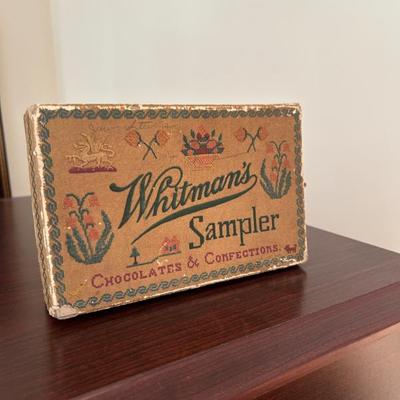 Whitman's
Sampler
CHOCOLATES & CONFECTIONS